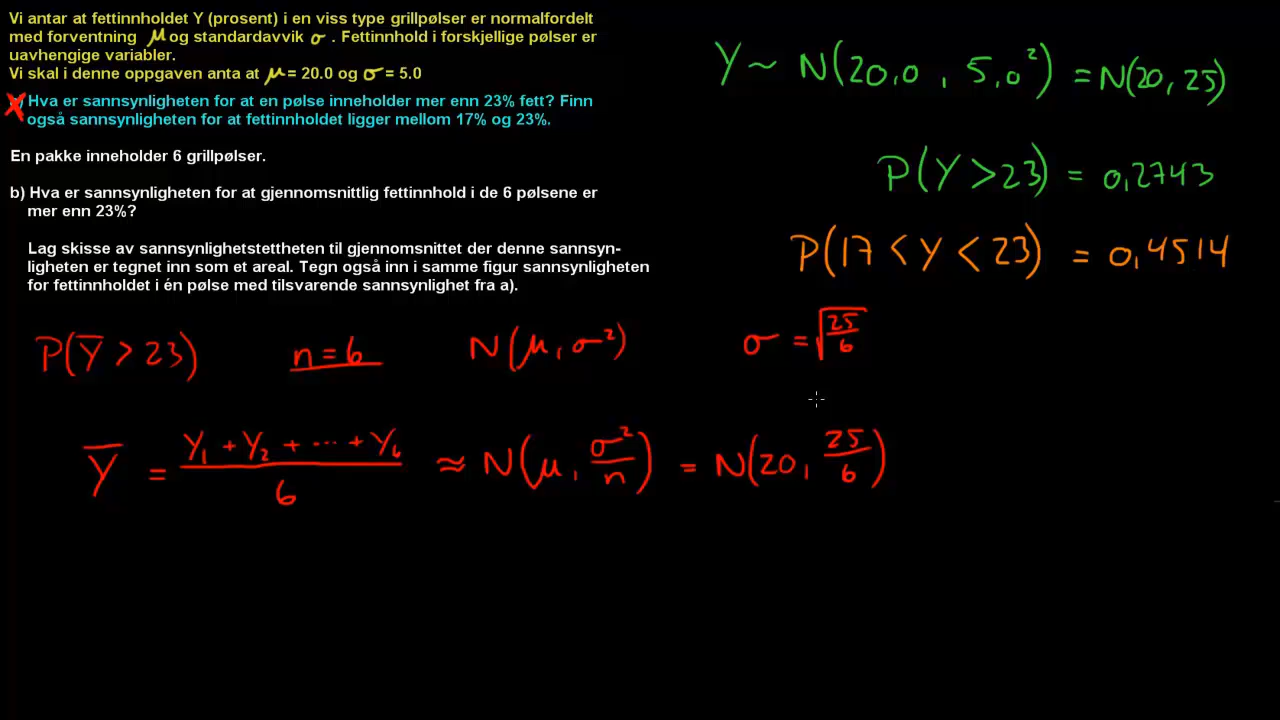 Vi antar at fettinnholdet Y (prosent) i en viss type grillpølser er normalfordelt
med forventning μ og standardavvik σ . Fettinnhold i forskjellige pølser er
uavhengige variabler.
Vi skal i denne oppgaven anta at μ = 20.0 og σ = 5.0
Hva er sannsynligheten for at en pølse inneholder mer enn 23% fett? Finn
også sannsynligheten for at fettinnholdet ligger mellom 17% og 23%.
En pakke inneholder 6 grillpølser.
b) Hva er sannsynligheten for at gjennomsnittlig fettinnhold i de 6 pølsene er
mer enn 23%?
Lag skisse av sannsynlighetstettheten til gjennomsnittet der denne sannsyn-
ligheten er tegnet inn som et areal. Tegn også inn i samme figur sannsynligheten
for fettinnholdet i én pølse med tilsvarende sannsynlighet fra a).
Y ~ N(20,0 , 5,0²) = N(20, 25)
P(Y > 23) = 0,2743
P(17 < Y < 23) = 0,4514
P(Y̅ > 23) n = 6 N(μ, σ²) σ = √(25/6)
Y̅ = (Y₁ + Y₂ + ... + Y₆)/6 ≈ N(μ, σ²/n) = N(20, 25/6)